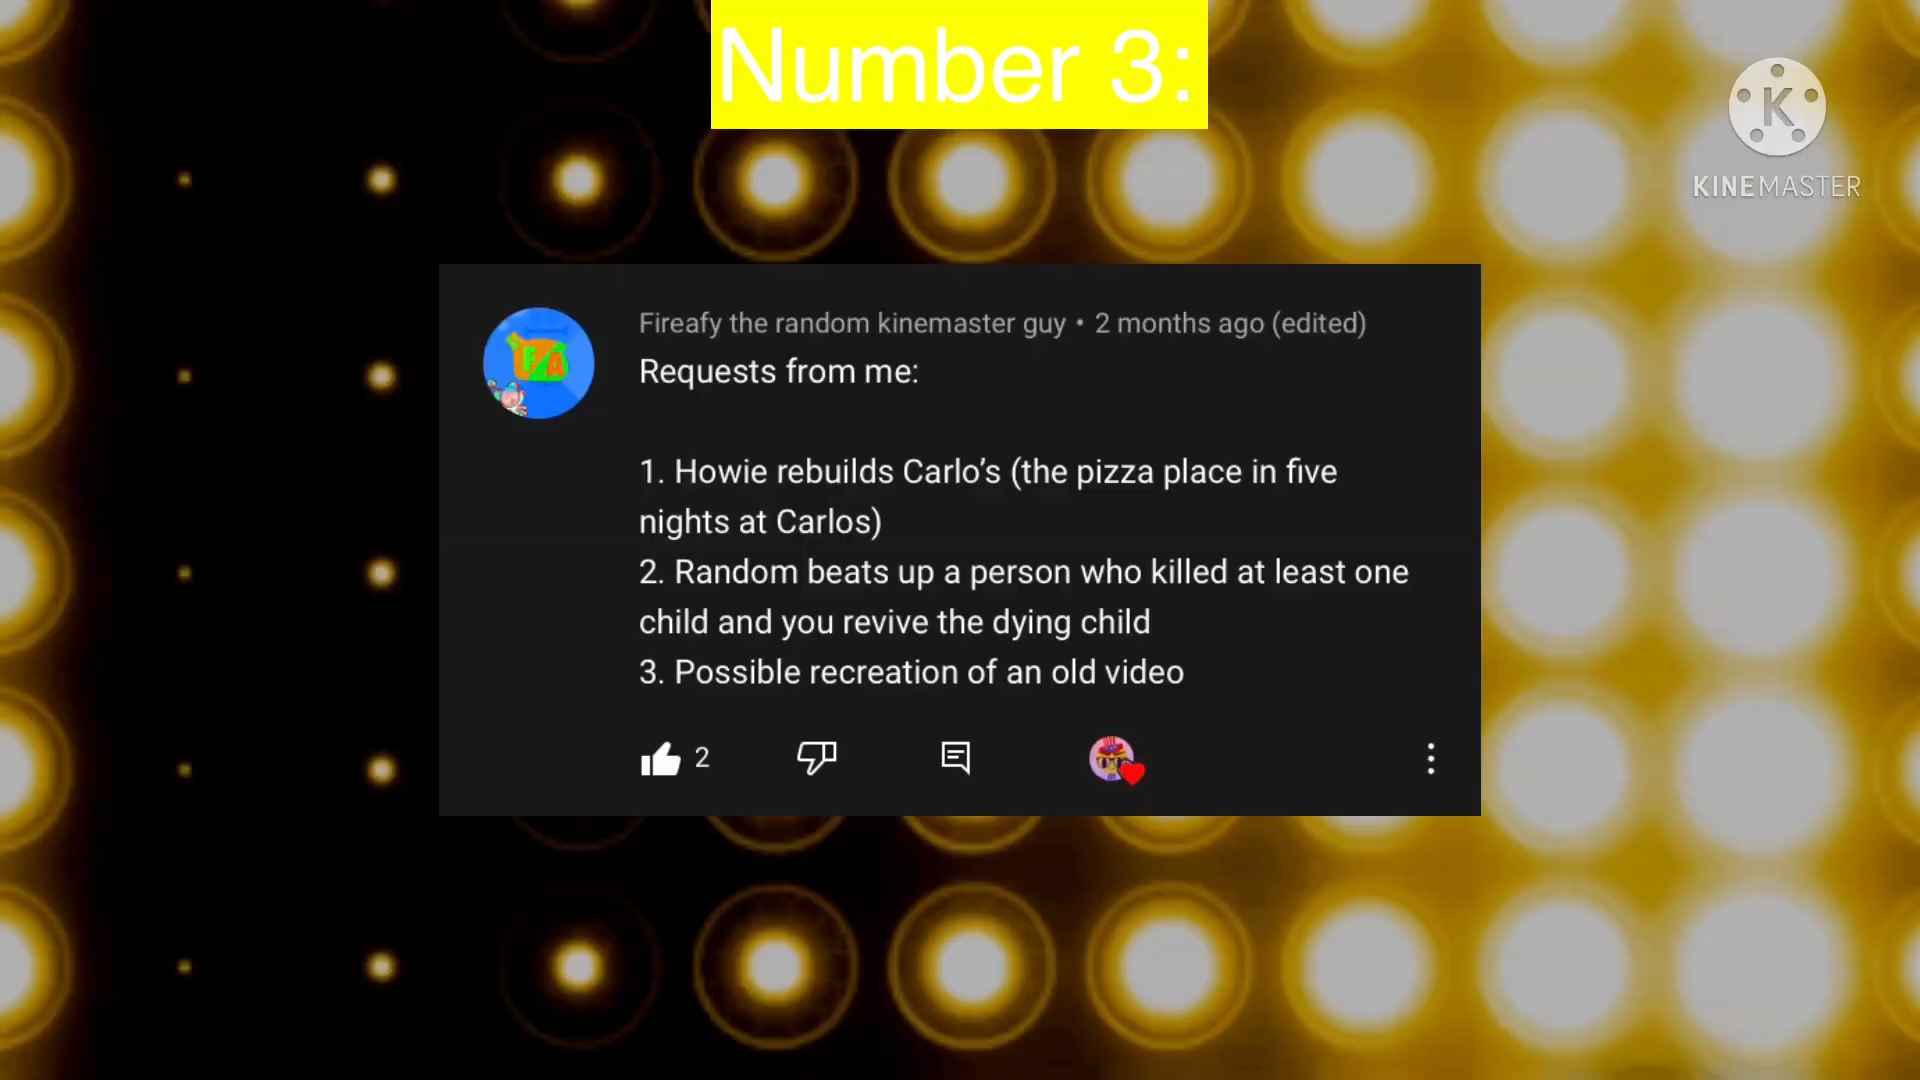 Number 3:
K
KINEMASTER
Fireafy the random kinemaster guy • 2 months ago (edited)
Requests from me:
1. Howie rebuilds Carlo’s (the pizza place in five
nights at Carlos)
2. Random beats up a person who killed at least one
child and you revive the dying child
3. Possible recreation of an old video
2
FA